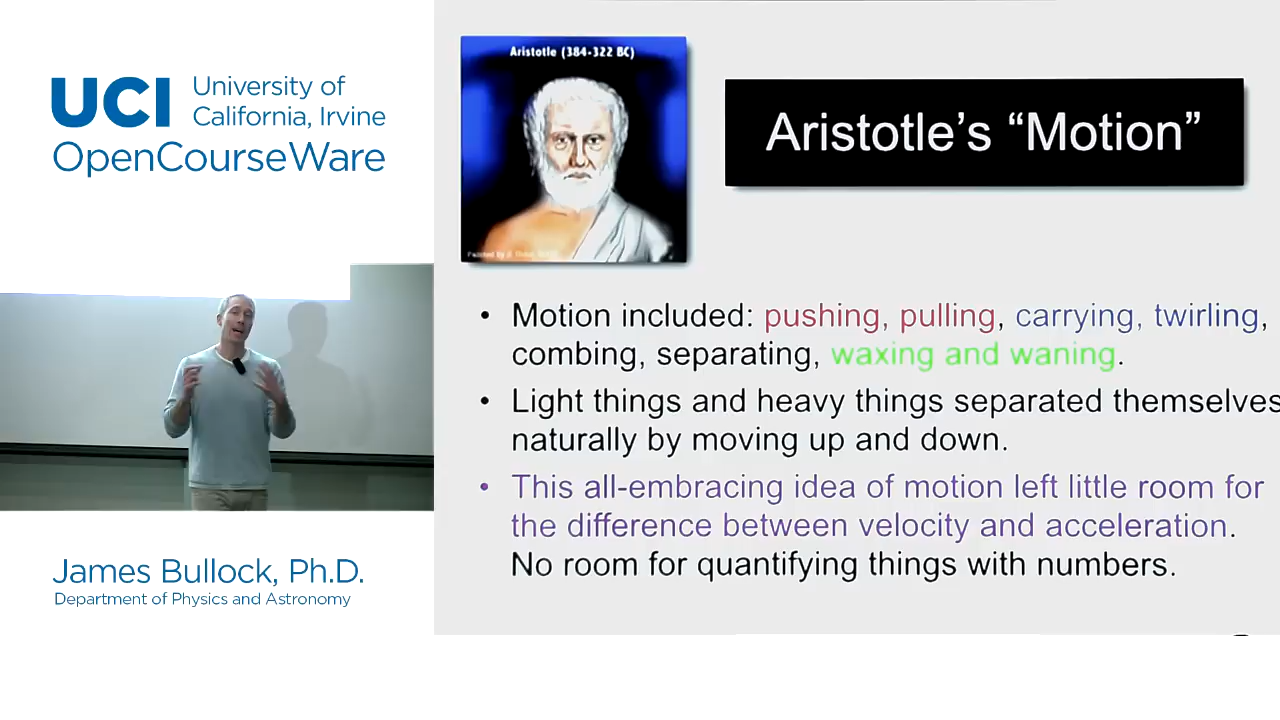 UCI University of
California, Irvine
OpenCourseWare
James Bullock, Ph.D.
Department of Physics and Astronomy
Aristotle (384-322 BC)
Aristotle's “Motion”
• Motion included: pushing, pulling, carrying, twirling,
combing, separating, waxing and waning.
• Light things and heavy things separated themselves
naturally by moving up and down.
• This all-embracing idea of motion left little room for
the difference between velocity and acceleration.
No room for quantifying things with numbers.